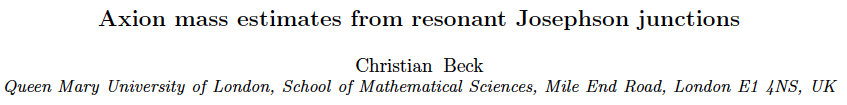 Axion mass estimates from resonant Josephson junctions
Christian Beck
Queen Mary University of London, School of Mathematical Sciences, Mile End Road, London E1 4NS, UK